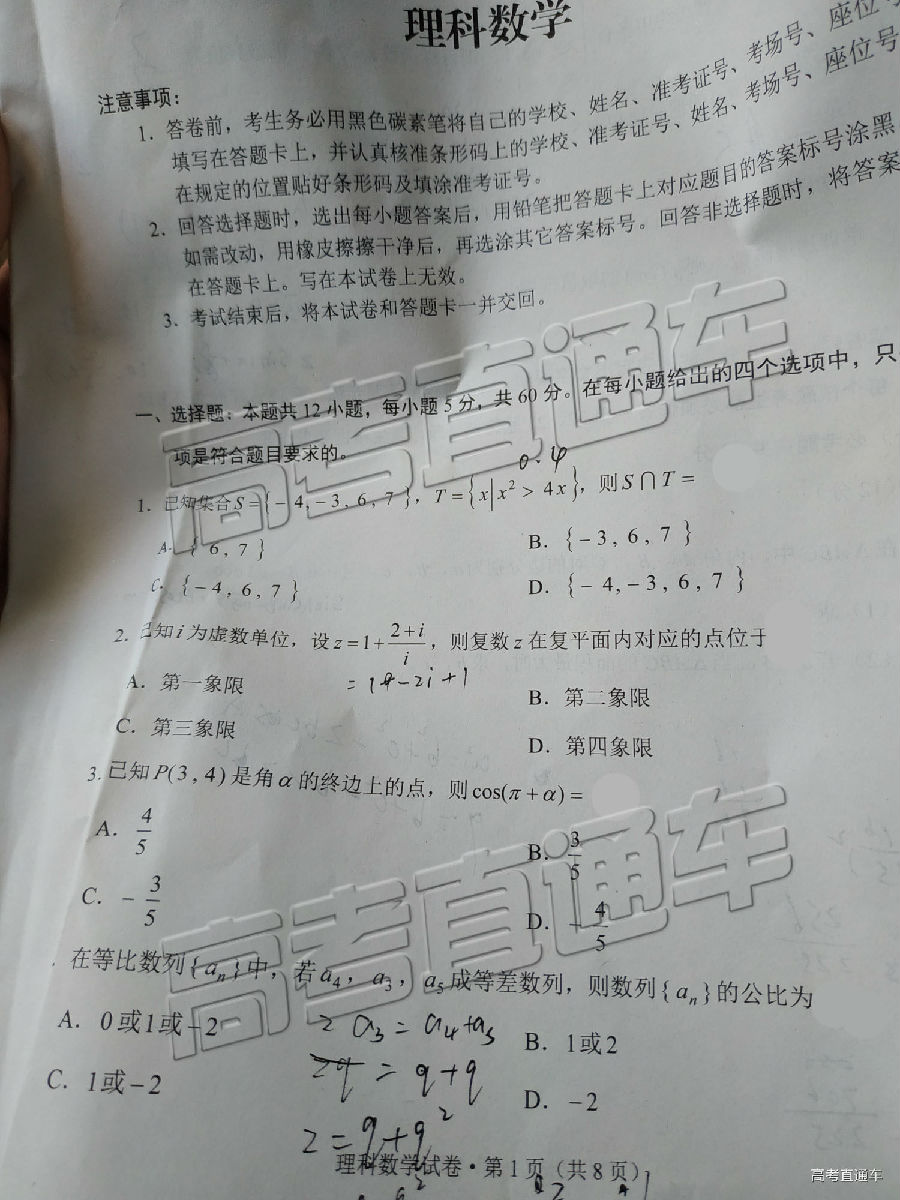 理科数学
注意事项：
1．答卷前，考生务必用黑色碳素笔将自己的学校、姓名、准考证号、考场号、座位号
填写在答题卡上，并认真核准条形码上的学校、准考证号、姓名、考场号、座位号
在规定的位置贴好条形码及填涂准考证号。
2．回答选择题时，选出每小题答案后，用铅笔把答题卡上对应题目的答案标号涂黑
如需改动，用橡皮擦擦干净后，再选涂其它答案标号。回答非选择题时，将答案
在答题卡上。写在本试卷上无效。
3．考试结束后，将本试卷和答题卡一并交回。
一、选择题：本题共12小题，每小题5分，共60分。在每小题给出的四个选项中，只
项是符合题目要求的。
0. 4
1．已知集合S={-4,-3,6,7}，T={x|x²>4x}，则S∩T=
A．{6,7}
B．{-3,6,7}
C．{-4,6,7}
D．{-4,-3,6,7}
2．已知i为虚数单位，设z=1+(2+i)/i，则复数z在复平面内对应的点位于
A．第一象限
-2i+1
B．第二象限
C．第三象限
D．第四象限
3．已知P(3,4)是角α的终边上的点，则cos(π+α)=
A．4/5
B．3/5
C．-3/5
D．-4/5
在等比数列{aₙ}中，若a₄，a₃，a₅成等差数列，则数列{aₙ}的公比为
A．0或1或-2
2a₃=a₄+a₅
B．1或2
C．1或-2
2q=q+q
D．-2
2=q+q²
理科数学试卷·第1页（共8页）
高考直通车
高考直通车
高考直通车